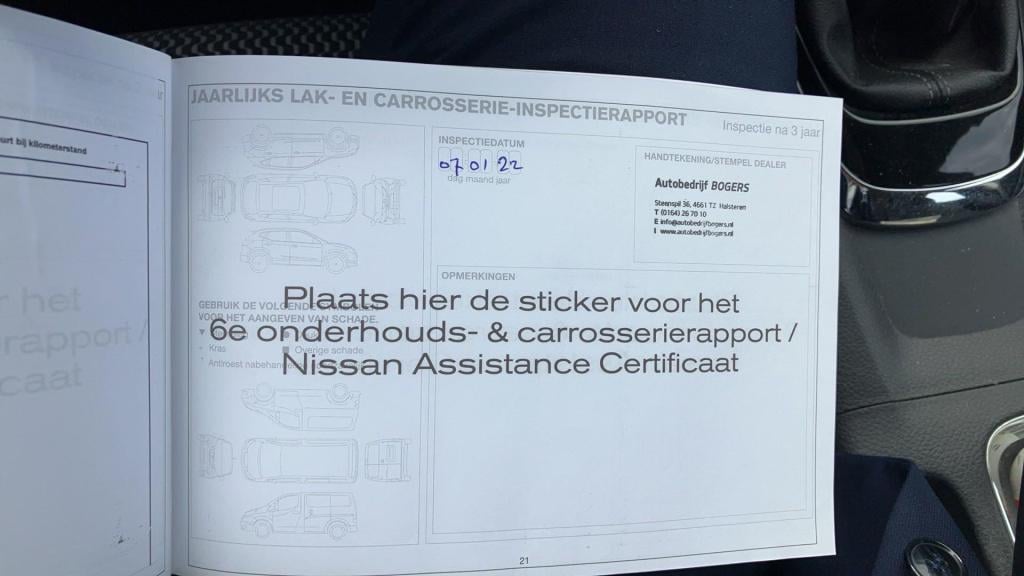 urt bij kilometerstand
r het
rapport /
caat
JAARLIJKS LAK- EN CARROSSERIE-INSPECTIERAPPORT
Inspectie na 3 jaar
INSPECTIEDATUM
07 01 22
dag maand jaar
HANDTEKENING/STEMPEL DEALER
Autobedrijf BOGERS
Steenspil 36, 4661 TZ Halsteren
T (0164) 26 70 10
E info@autobedrijfbogers.nl
I www.autobedrijfbogers.nl
OPMERKINGEN
GEBRUIK DE VOLGENDE
VOOR HET AANGEVEN VAN SCHADE.
Kras
Overige schade
Antiroest
Plaats hier de sticker voor het
6e onderhouds- & carrosserierapport /
Nissan Assistance Certificaat
21